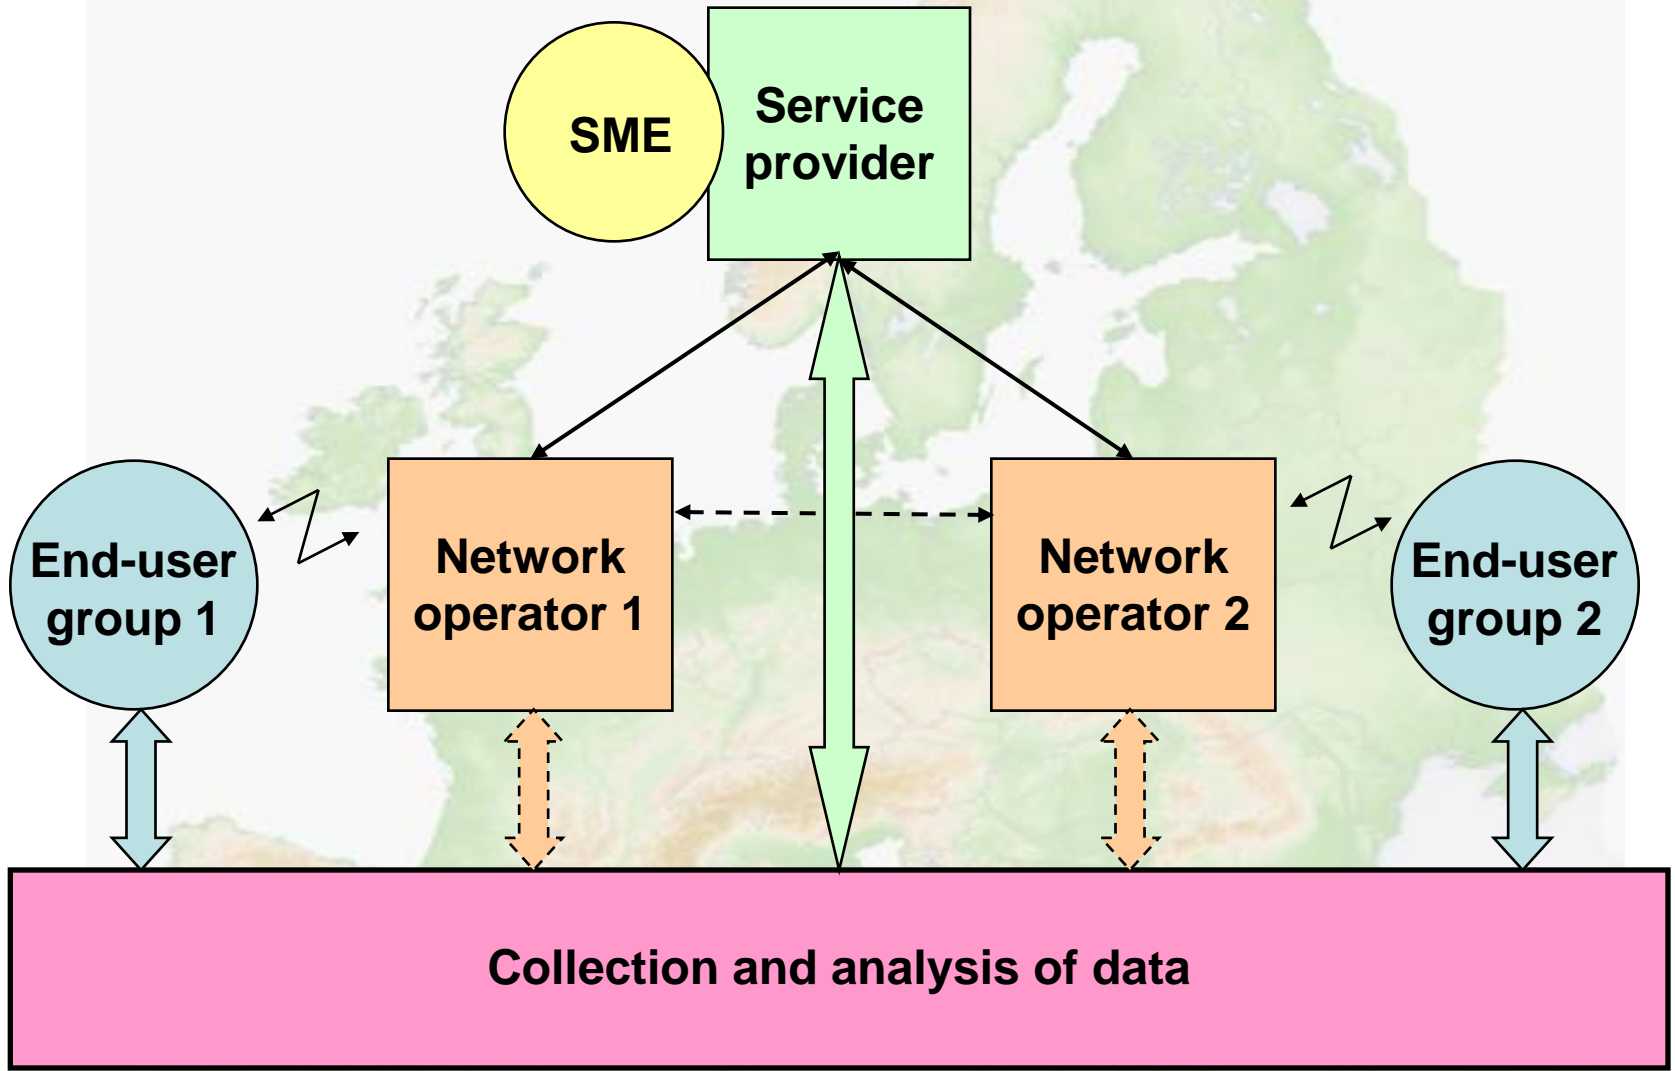 SME
Service
provider
End-user
group 1
Network
operator 1
Network
operator 2
End-user
group 2
Collection and analysis of data